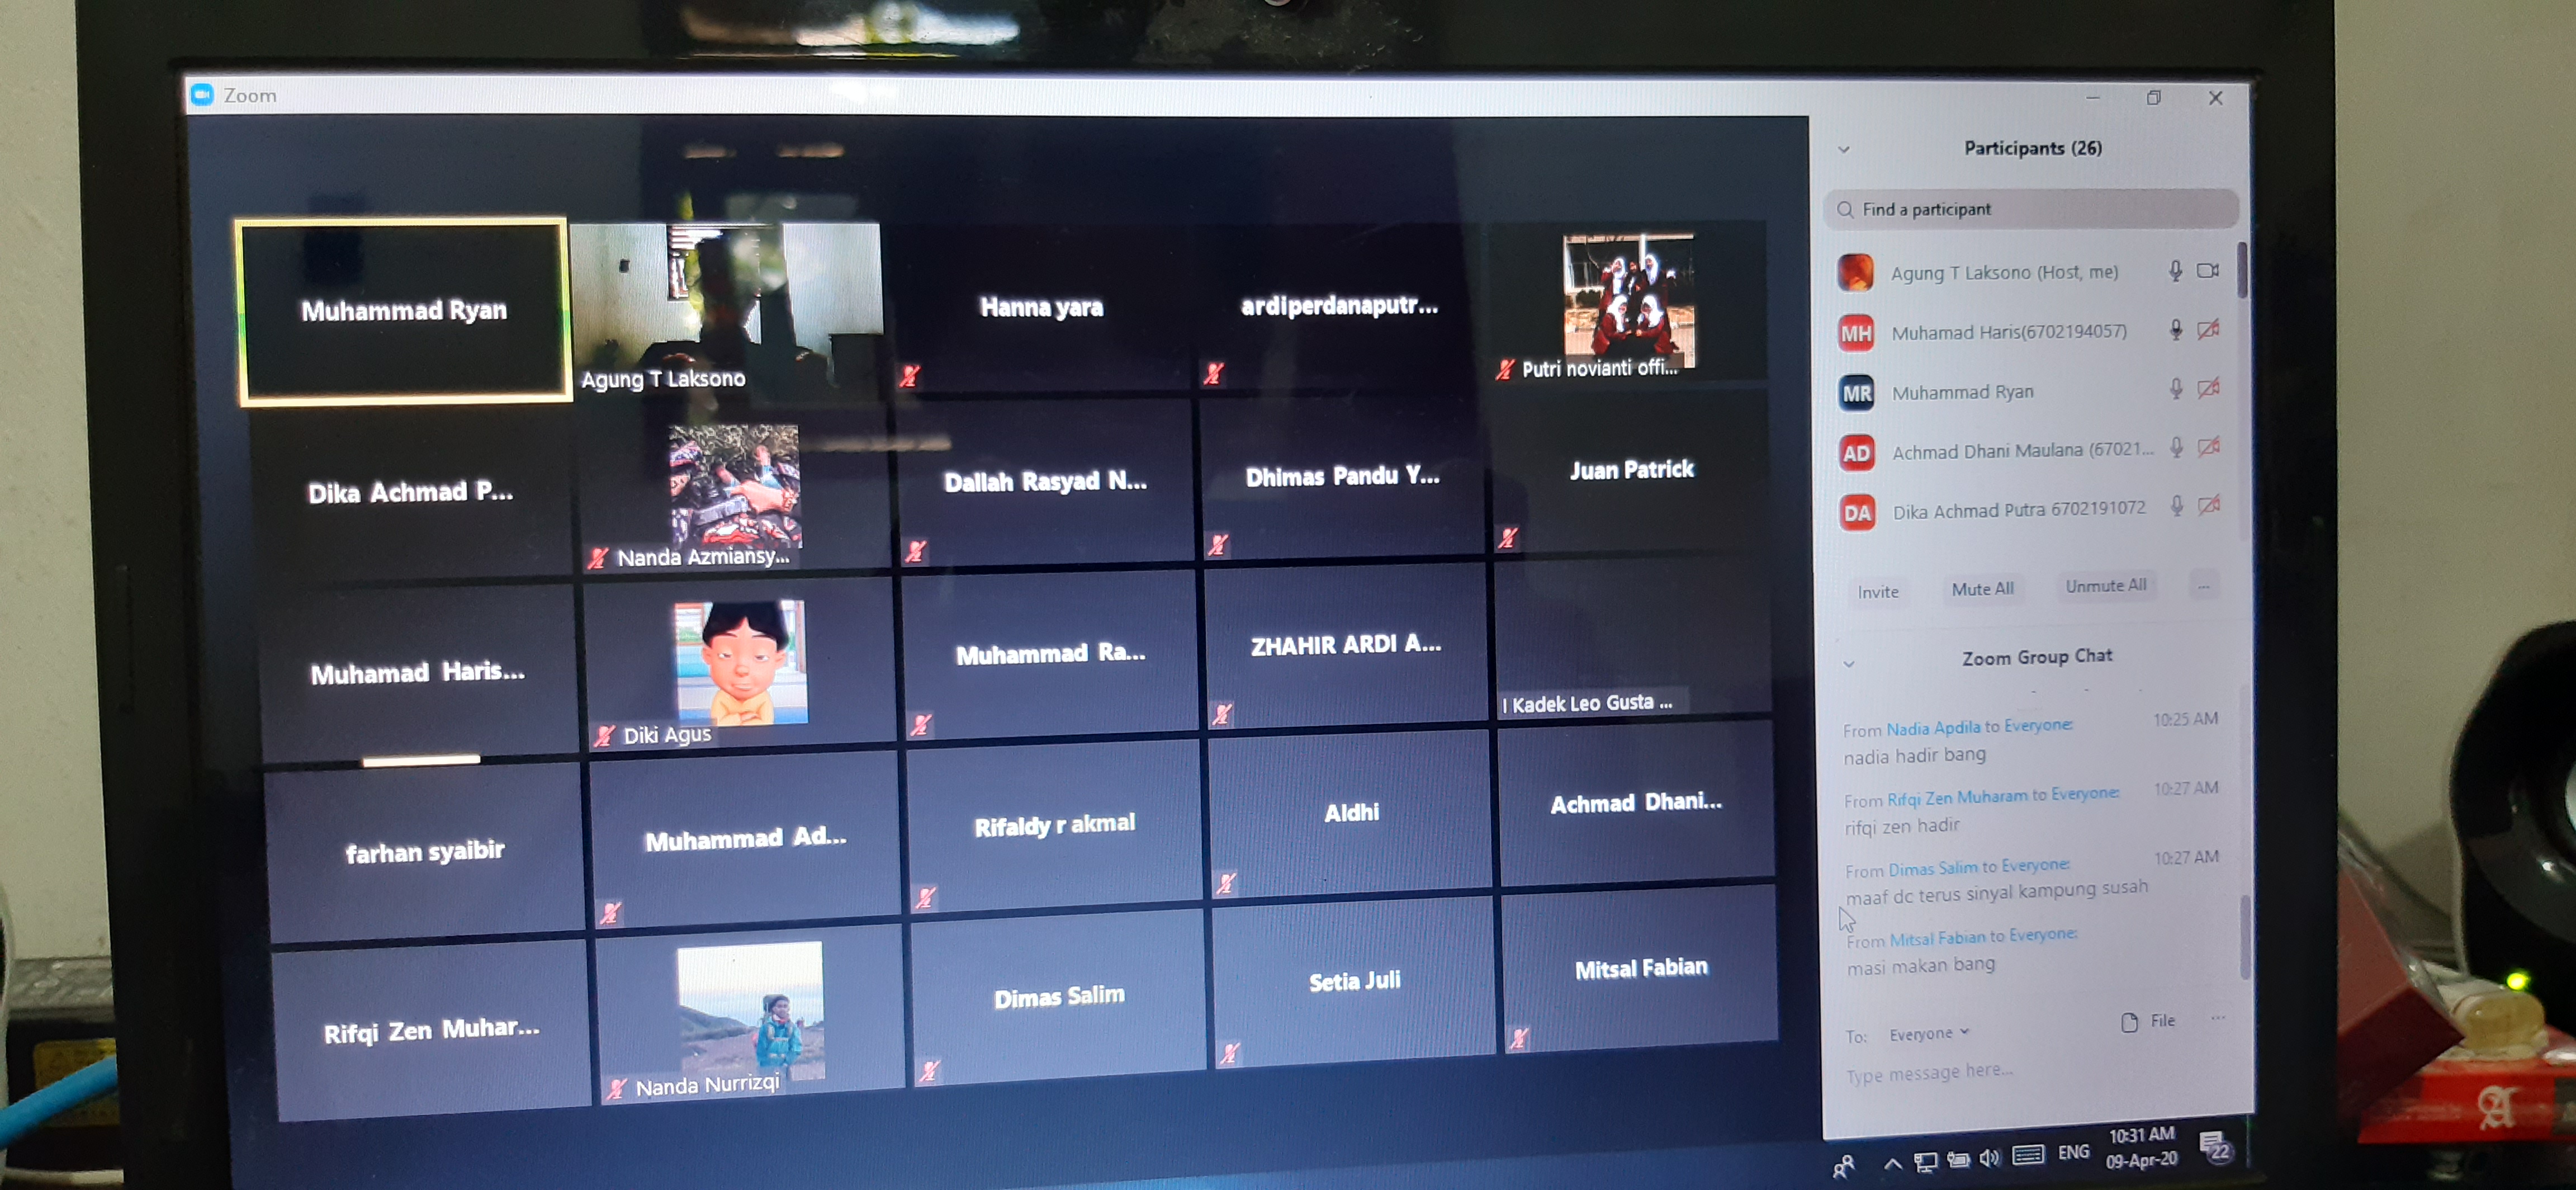 Zoom
Muhammad Ryan
Agung T Laksono
Hanna yara
ardiperdanaputr...
Putri novianti offi...
Dika Achmad P...
Nanda Azmiansy...
Dallah Rasyad N...
Dhimas Pandu Y...
Juan Patrick
Muhamad Haris...
Diki Agus
Muhammad Ra...
ZHAHIR ARDI A...
I Kadek Leo Gusta ...
farhan syaibir
Muhammad Ad...
Rifaldy r akmal
Aldhi
Achmad Dhani...
Rifqi Zen Muhar...
Nanda Nurrizqi
Dimas Salim
Setia Juli
Mitsal Fabian
Participants (26)
Find a participant
Agung T Laksono (Host, me)
MH Muhamad Haris(6702194057)
MR Muhammad Ryan
AD Achmad Dhani Maulana (67021...
DA Dika Achmad Putra 6702191072
Invite Mute All Unmute All ...
Zoom Group Chat
From Nadia Apdila to Everyone: 10:25 AM
nadia hadir bang
From Rifqi Zen Muharam to Everyone: 10:27 AM
rifqi zen hadir
From Dimas Salim to Everyone: 10:27 AM
maaf dc terus sinyal kampung susah
From Mitsal Fabian to Everyone:
masi makan bang
To: Everyone File ...
Type message here...
ENG 10:31 AM
09-Apr-20 22